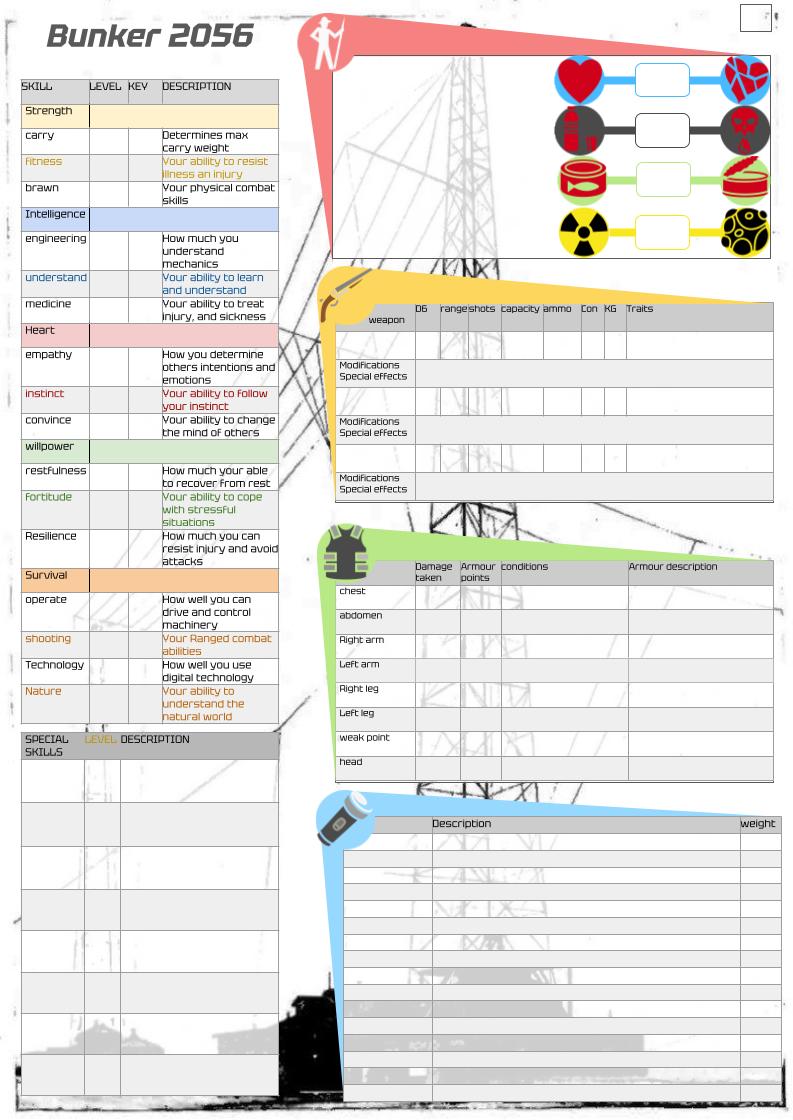 Bunker 2056
SKILL LEVEL KEY DESCRIPTION
Strength
carry Determines max
carry weight
fitness Your ability to resist
illness an injury
brawn Your physical combat
skills
Intelligence
engineering How much you
understand
mechanics
understand Your ability to learn
and understand
medicine Your ability to treat
injury, and sickness
Heart
empathy How you determine
others intentions and
emotions
instinct Your ability to follow
your instinct
convince Your ability to change
the mind of others
willpower
restfulness How much your able
to recover from rest
fortitude Your ability to cope
with stressful
situations
Resilience How much you can
resist injury and avoid
attacks
Survival
operate How well you can
drive and control
machinery
shooting Your Ranged combat
abilities
Technology How well you use
digital technology
Nature Your ability to
understand the
natural world
SPECIAL LEVEL DESCRIPTION
SKILLS
weapon D6 range shots capacity ammo Con KG Traits
Modifications
Special effects
Modifications
Special effects
Modifications
Special effects
Damage Armour conditions Armour description
taken points
chest
abdomen
Right arm
Left arm
Right leg
Left leg
weak point
head
Description weight